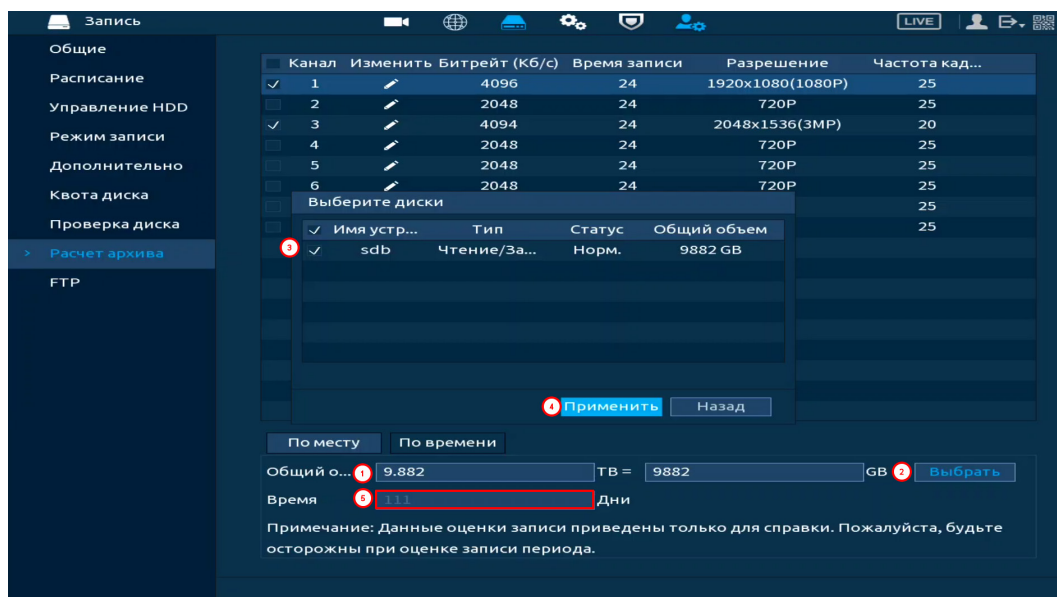 Запись LIVE
Общие
Расписание
Управление HDD
Режим записи
Дополнительно
Квота диска
Проверка диска
> Расчет архива
FTP
Канал Изменить Битрейт (Кб/с) Время записи Разрешение Частота кад...
1 4096 24 1920x1080(1080P) 25
2 2048 24 720P 25
3 4094 24 2048x1536(3MP) 20
4 2048 24 720P 25
5 2048 24 720P 25
6 2048 24 720P 25
25
25
Выберите диски
Имя устр... Тип Статус Общий объем
3 sdb Чтение/За... Норм. 9882 GB
4 Применить Назад
По месту По времени
Общий о... 1 9.882 TB = 9882 GB 2 Выбрать
Время 5 111 Дни
Примечание: Данные оценки записи приведены только для справки. Пожалуйста, будьте
осторожны при оценке записи периода.